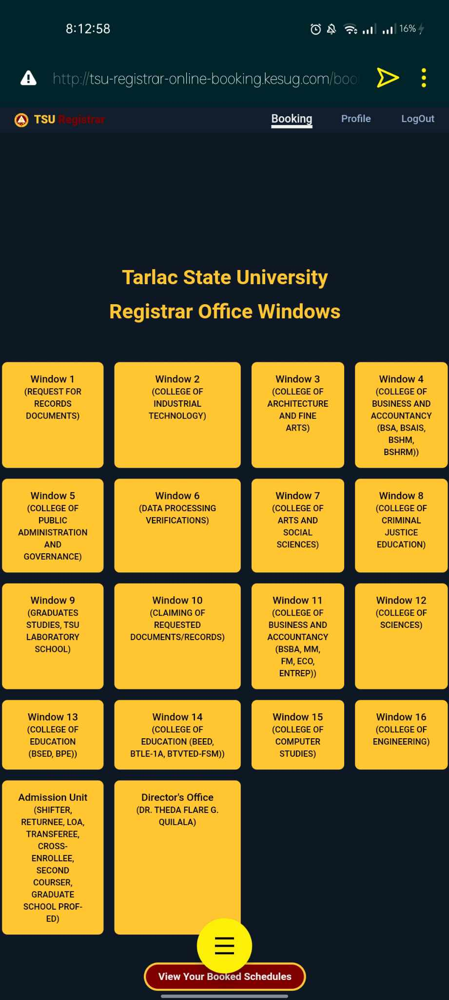 8:12:58
16%
http://tsu-registrar-online-booking.kesug.com/boo
TSU Registrar
Booking
Profile
LogOut
Tarlac State University
Registrar Office Windows
Window 1
(REQUEST FOR
RECORDS
DOCUMENTS)
Window 2
(COLLEGE OF
INDUSTRIAL
TECHNOLOGY)
Window 3
(COLLEGE OF
ARCHITECTURE
AND FINE
ARTS)
Window 4
(COLLEGE OF
BUSINESS AND
ACCOUNTANCY
(BSA, BSAIS,
BSHM,
BSHRM))
Window 5
(COLLEGE OF
PUBLIC
ADMINISTRATION
AND
GOVERNANCE)
Window 6
(DATA PROCESSING
VERIFICATIONS)
Window 7
(COLLEGE OF
ARTS AND
SOCIAL
SCIENCES)
Window 8
(COLLEGE OF
CRIMINAL
JUSTICE
EDUCATION)
Window 9
(GRADUATES
STUDIES, TSU
LABORATORY
SCHOOL)
Window 10
(CLAIMING OF
REQUESTED
DOCUMENTS/RECORDS)
Window 11
(COLLEGE OF
BUSINESS AND
ACCOUNTANCY
(BSBA, MM,
FM, ECO,
ENTREP))
Window 12
(COLLEGE OF
SCIENCES)
Window 13
(COLLEGE OF
EDUCATION
(BSED, BPE))
Window 14
(COLLEGE OF
EDUCATION (BEED,
BTLE-1A, BTVTED-FSM))
Window 15
(COLLEGE OF
COMPUTER
STUDIES)
Window 16
(COLLEGE OF
ENGINEERING)
Admission Unit
(SHIFTER,
RETURNEE, LOA,
TRANSFEREE,
CROSS-
ENROLLEE,
SECOND
COURSER,
GRADUATE
SCHOOL PROF-
ED)
Director's Office
(DR. THEDA FLARE G.
QUILALA)
View Your Booked Schedules